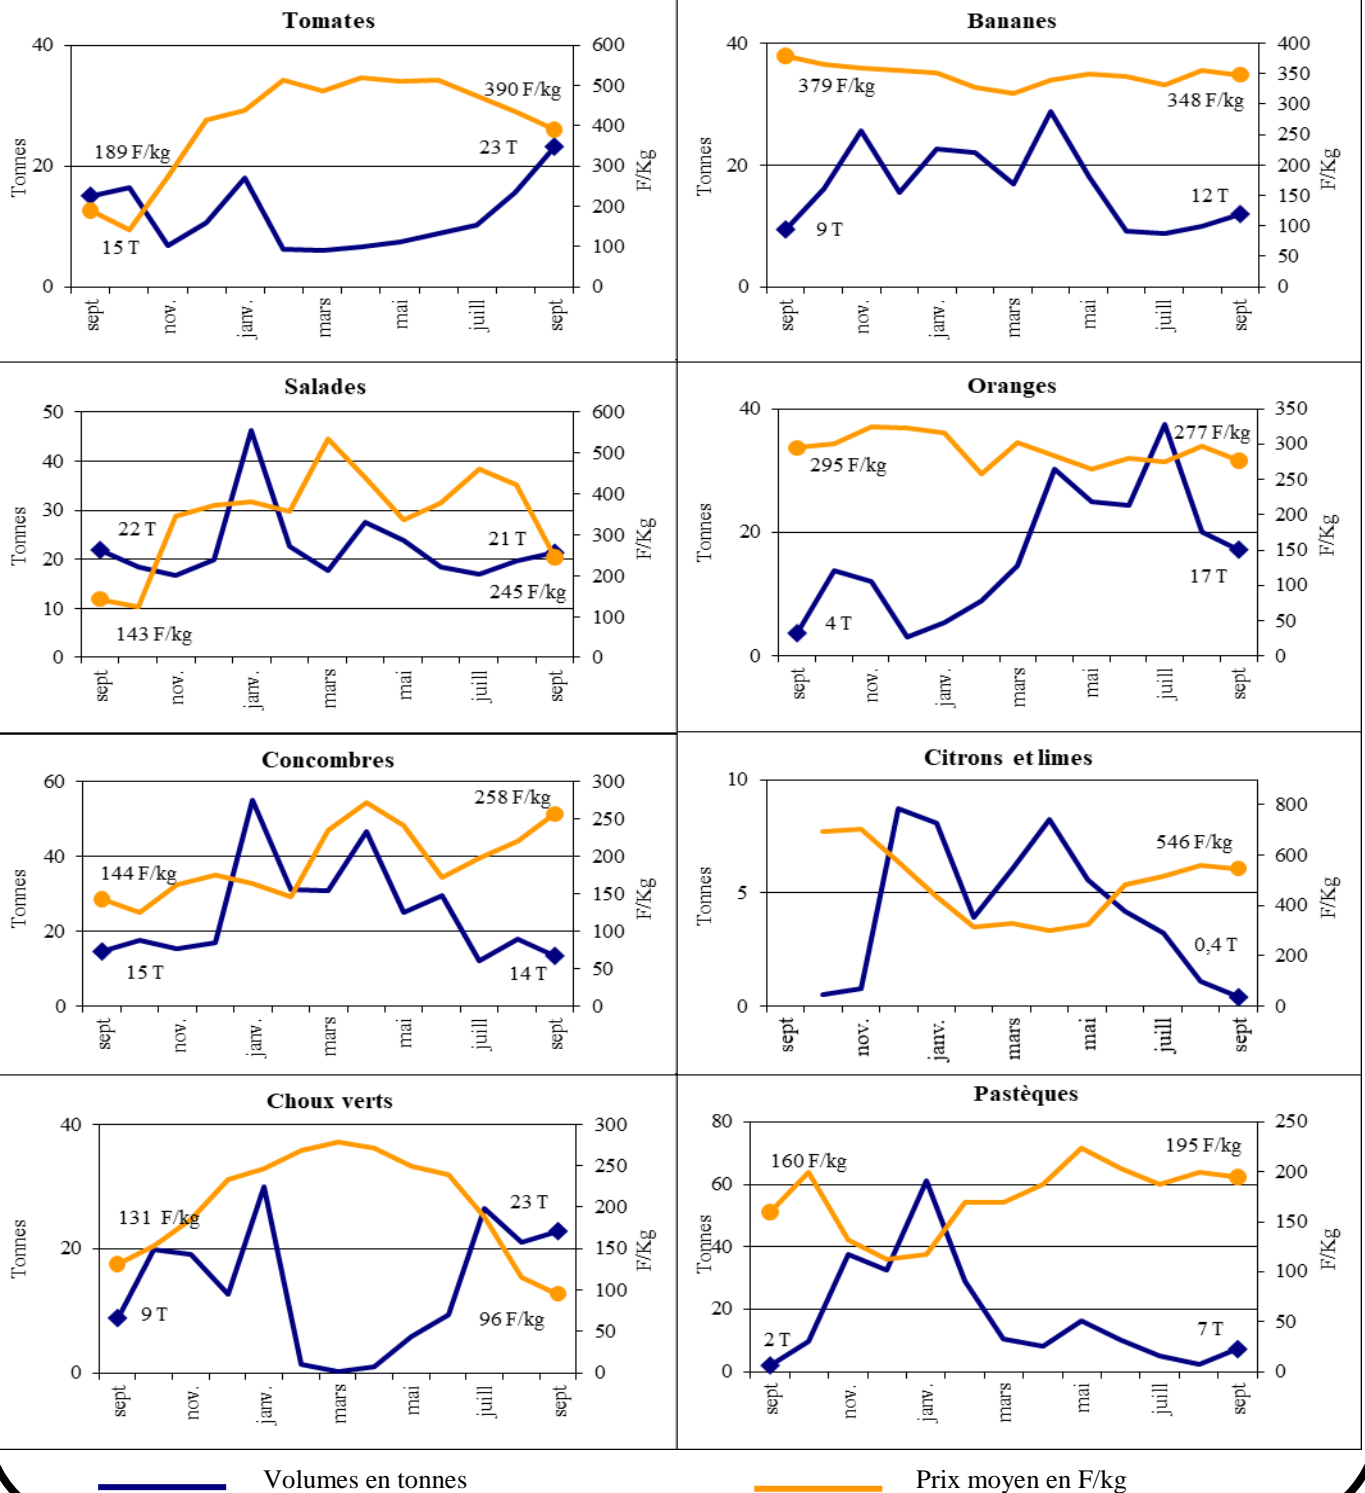 Tomates
40
20
0
Tonnes
600
500
400
300
200
100
0
F/Kg
189 F/kg
15 T
390 F/kg
23 T
sept
nov.
janv.
mars
mai
juill
sept
Bananes
40
20
0
Tonnes
400
350
300
250
200
150
100
50
0
F/Kg
379 F/kg
9 T
348 F/kg
12 T
sept
nov.
janv.
mars
mai
juill
sept
Salades
50
40
30
20
10
0
Tonnes
600
500
400
300
200
100
0
F/Kg
22 T
143 F/kg
21 T
245 F/kg
sept
nov.
janv.
mars
mai
juill
sept
Oranges
40
20
0
Tonnes
350
300
250
200
150
100
50
0
F/Kg
295 F/kg
4 T
277 F/kg
17 T
sept
nov.
janv.
mars
mai
juill
sept
Concombres
60
40
20
0
Tonnes
300
250
200
150
100
50
0
F/Kg
144 F/kg
15 T
258 F/kg
14 T
sept
nov.
janv.
mars
mai
juill
sept
Citrons et limes
10
5
0
Tonnes
800
600
400
200
0
F/Kg
546 F/kg
0,4 T
sept
nov.
janv.
mars
mai
juill
sept
Choux verts
40
20
0
Tonnes
300
250
200
150
100
50
0
F/Kg
131 F/kg
9 T
23 T
96 F/kg
sept
nov.
janv.
mars
mai
juill
sept
Pastèques
80
60
40
20
0
Tonnes
250
200
150
100
50
0
F/Kg
160 F/kg
2 T
195 F/kg
7 T
sept
nov.
janv.
mars
mai
juill
sept
Volumes en tonnes
Prix moyen en F/kg